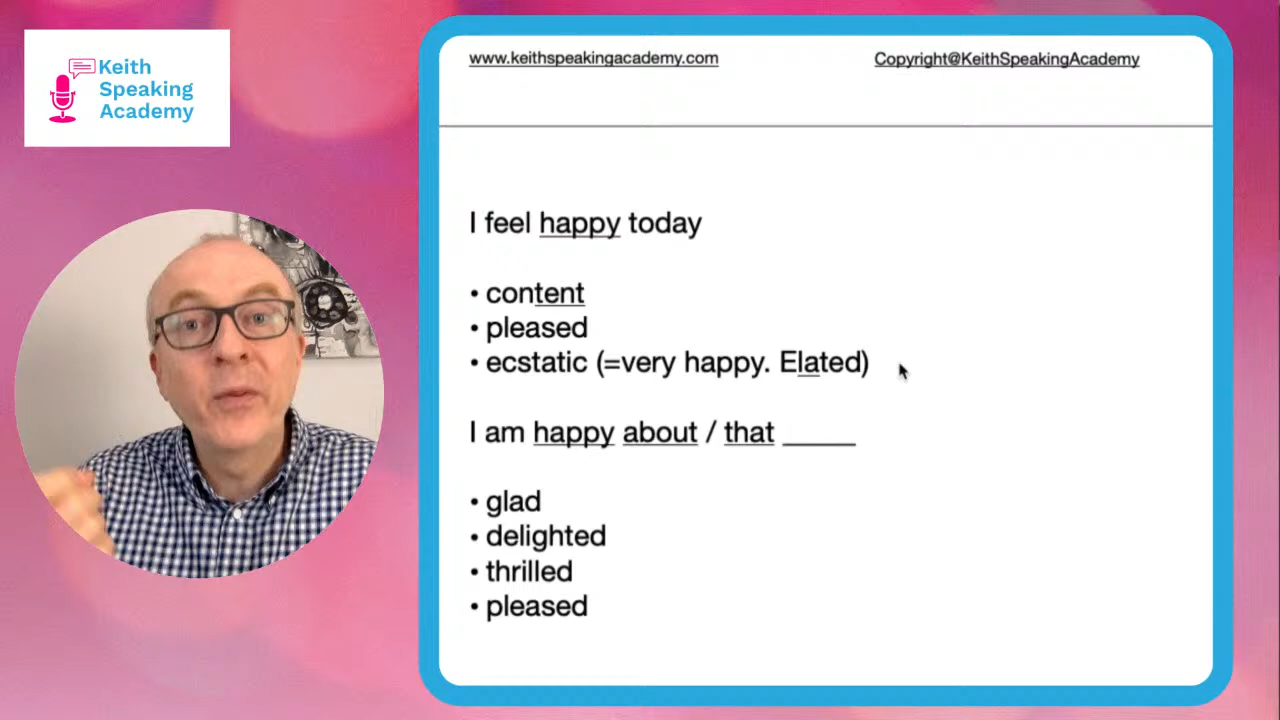 Keith
Speaking
Academy
www.keithspeakingacademy.com
Copyright@KeithSpeakingAcademy
I feel happy today
• content
• pleased
• ecstatic (=very happy. Elated)
I am happy about / that _____
• glad
• delighted
• thrilled
• pleased